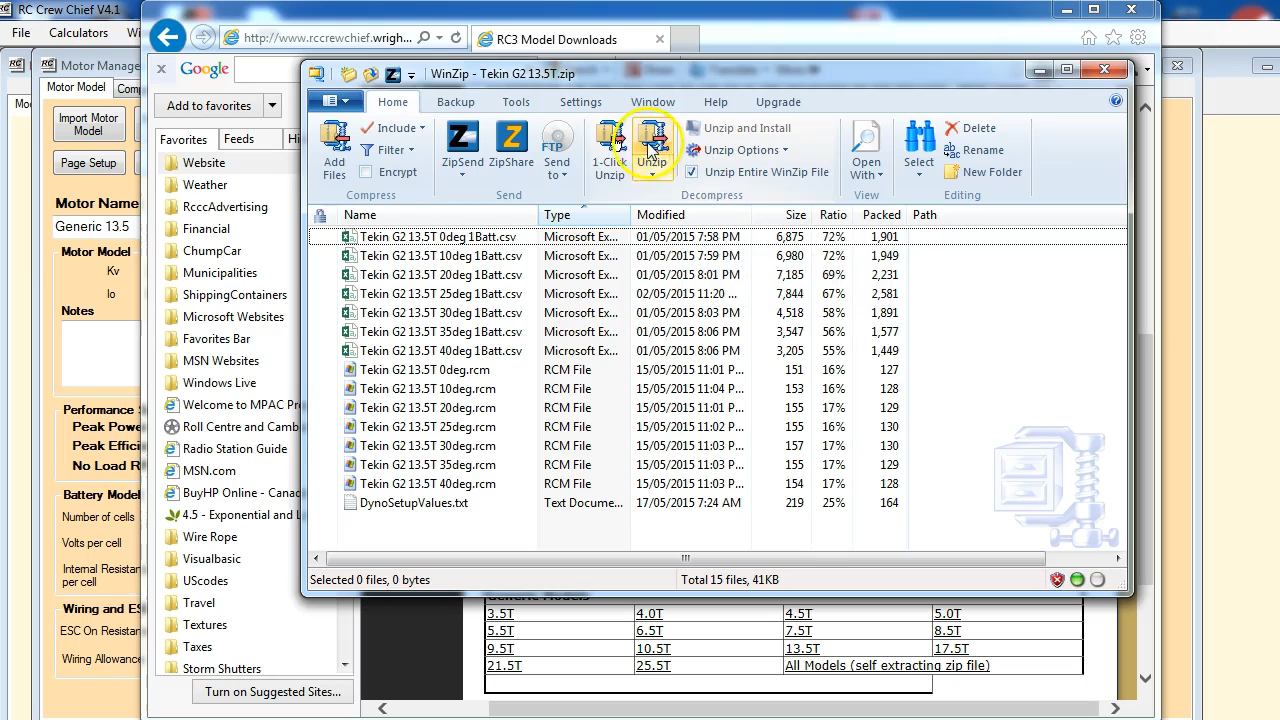 RC Crew Chief V4.1
File
Calculators
http://www.rccrewchief.wrigh...
RC3 Model Downloads
Motor Manage
Google
Motor Model
Comp
Import Motor
Model
Page Setup
Motor Name
Generic 13.5
Motor Model
Kv
Io
Notes
Performance
Peak Powe
Peak Effici
No Load R
Battery Model
Number of cells
Volts per cell
Internal Resistan
per cell
Wiring and ES
ESC On Resistan
Wiring Allowanc
Add to favorites
Favorites
Feeds
Website
Weather
RcccAdvertising
Financial
ChumpCar
Municipalities
ShippingContainers
Microsoft Websites
Favorites Bar
MSN Websites
Windows Live
Welcome to MPAC Pr
Roll Centre and Camb
Radio Station Guide
MSN.com
BuyHP Online - Canad
4.5 - Exponential and L
Wire Rope
Visualbasic
UScodes
Travel
Textures
Taxes
Storm Shutters
Turn on Suggested Sites...
WinZip - Tekin G2 13.5T.zip
Home
Backup
Tools
Settings
Window
Help
Upgrade
Add
Files
Include
Filter
Encrypt
Compress
ZipSend
ZipShare
FTP
Send
to
Send
1-Click
Unzip
Unzip
Unzip and Install
Unzip Options
Unzip Entire WinZip File
Decompress
Open
With
View
Select
Delete
Rename
New Folder
Editing
Name Type Modified Size Ratio Packed Path
Tekin G2 13.5T 0deg 1Batt.csv Microsoft Ex... 01/05/2015 7:58 PM 6,875 72% 1,901
Tekin G2 13.5T 10deg 1Batt.csv Microsoft Ex... 01/05/2015 7:59 PM 6,980 72% 1,949
Tekin G2 13.5T 20deg 1Batt.csv Microsoft Ex... 01/05/2015 8:01 PM 7,185 69% 2,231
Tekin G2 13.5T 25deg 1Batt.csv Microsoft Ex... 02/05/2015 11:20 ... 7,844 67% 2,581
Tekin G2 13.5T 30deg 1Batt.csv Microsoft Ex... 01/05/2015 8:03 PM 4,518 58% 1,891
Tekin G2 13.5T 35deg 1Batt.csv Microsoft Ex... 01/05/2015 8:06 PM 3,547 56% 1,577
Tekin G2 13.5T 40deg 1Batt.csv Microsoft Ex... 01/05/2015 8:06 PM 3,205 55% 1,449
Tekin G2 13.5T 0deg.rcm RCM File 15/05/2015 11:01 P... 151 16% 127
Tekin G2 13.5T 10deg.rcm RCM File 15/05/2015 11:04 P... 153 16% 128
Tekin G2 13.5T 20deg.rcm RCM File 15/05/2015 11:01 P... 155 17% 129
Tekin G2 13.5T 25deg.rcm RCM File 15/05/2015 11:02 P... 155 16% 130
Tekin G2 13.5T 30deg.rcm RCM File 15/05/2015 11:03 P... 157 17% 130
Tekin G2 13.5T 35deg.rcm RCM File 15/05/2015 11:03 P... 155 17% 129
Tekin G2 13.5T 40deg.rcm RCM File 15/05/2015 11:03 P... 154 17% 128
DynoSetupValues.txt Text Docume... 17/05/2015 7:24 AM 219 25% 164
Selected 0 files, 0 bytes
Total 15 files, 41KB
3.5T 4.0T 4.5T 5.0T
5.5T 6.5T 7.5T 8.5T
9.5T 10.5T 13.5T 17.5T
21.5T 25.5T All Models (self extracting zip file)